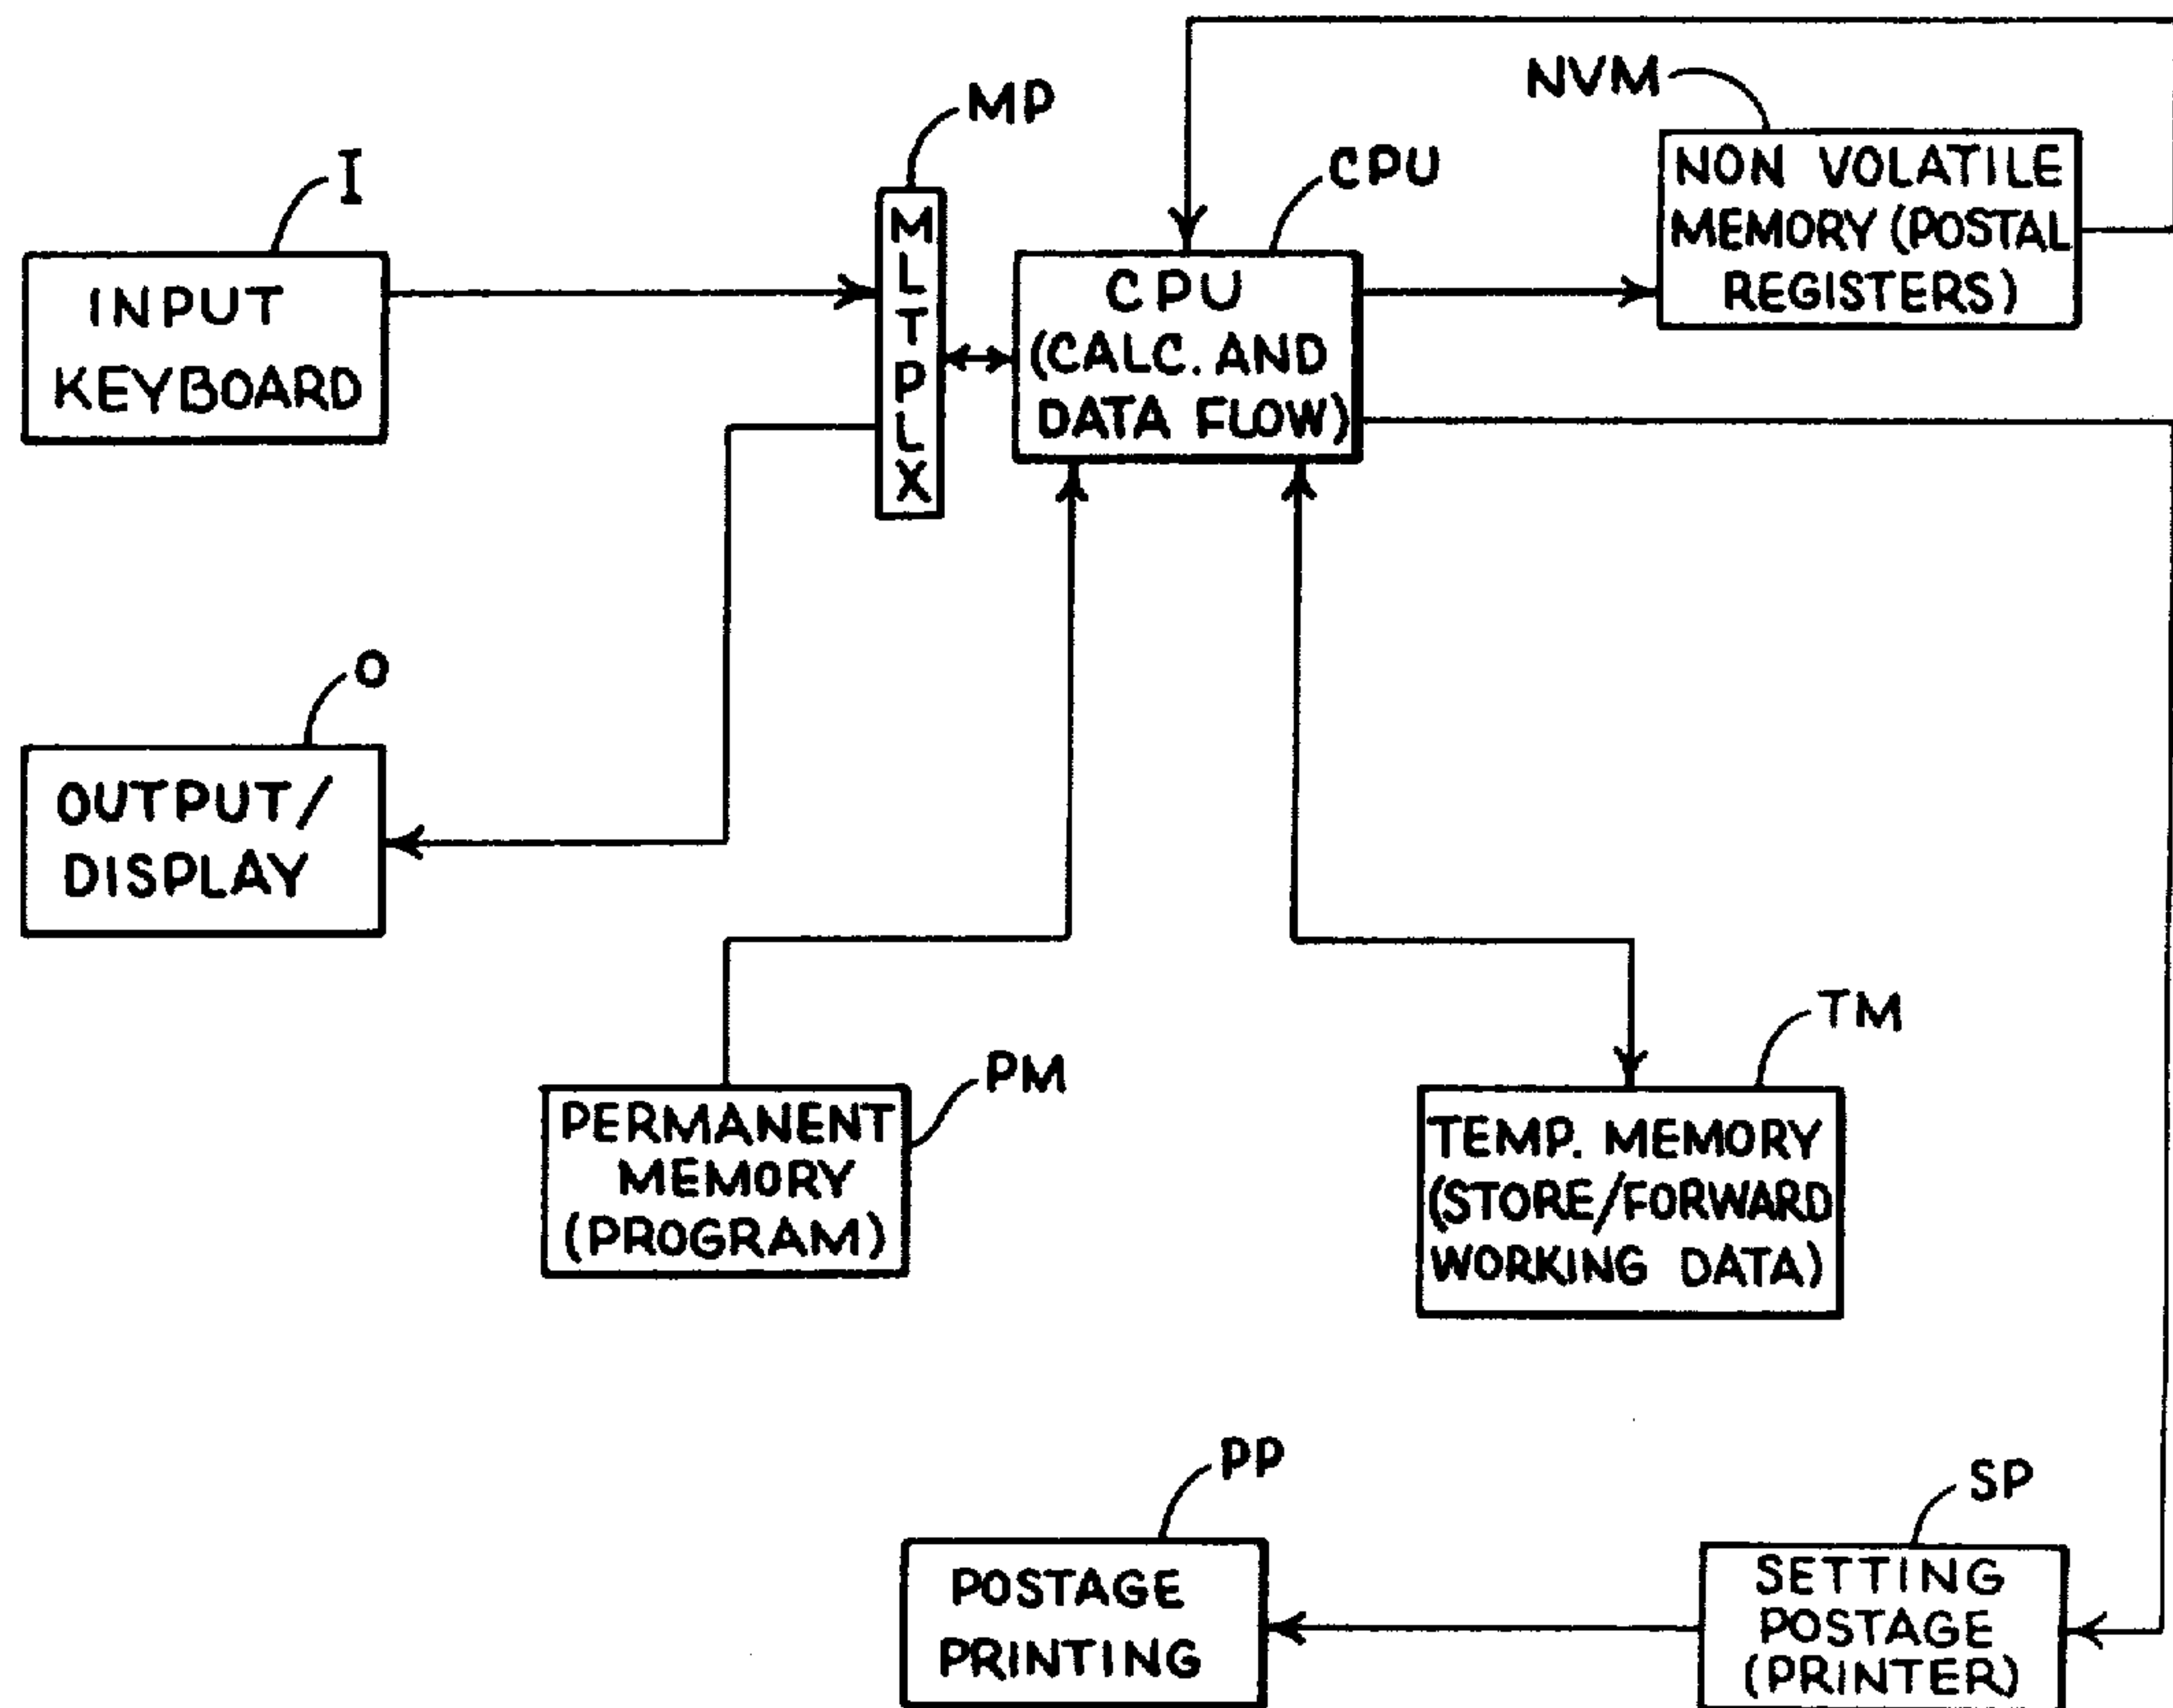 NVM
MP
CPU
I
NON VOLATILE
MEMORY (POSTAL
REGISTERS)
MLTPLX
INPUT
KEYBOARD
CPU
(CALC. AND
DATA FLOW)
O
OUTPUT/
DISPLAY
PM
PERMANENT
MEMORY
(PROGRAM)
TM
TEMP. MEMORY
(STORE/FORWARD
WORKING DATA)
PP
POSTAGE
PRINTING
SP
SETTING
POSTAGE
(PRINTER)